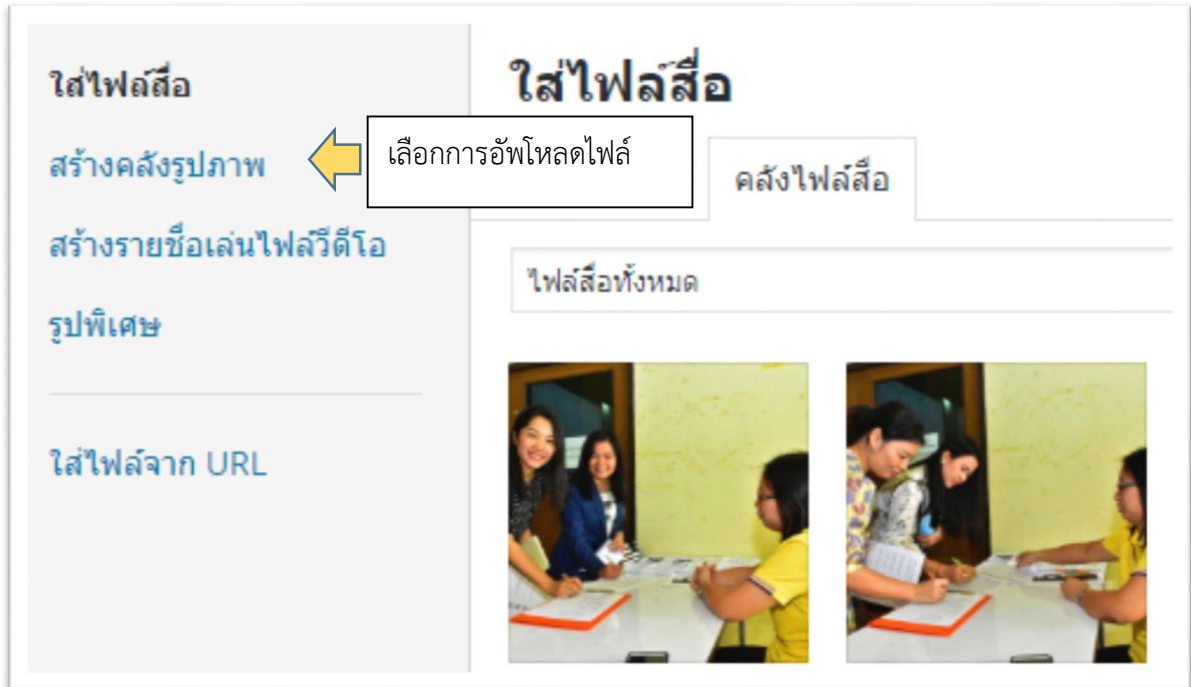 ใส่ไฟล์สื่อ
สร้างคลังรูปภาพ
สร้างรายชื่อเล่นไฟล์วีดีโอ
รูปพิเศษ
ใส่ไฟล์จาก URL
ใส่ไฟล์สื่อ
เลือกการอัพโหลดไฟล์
คลังไฟล์สื่อ
ไฟล์สื่อทั้งหมด